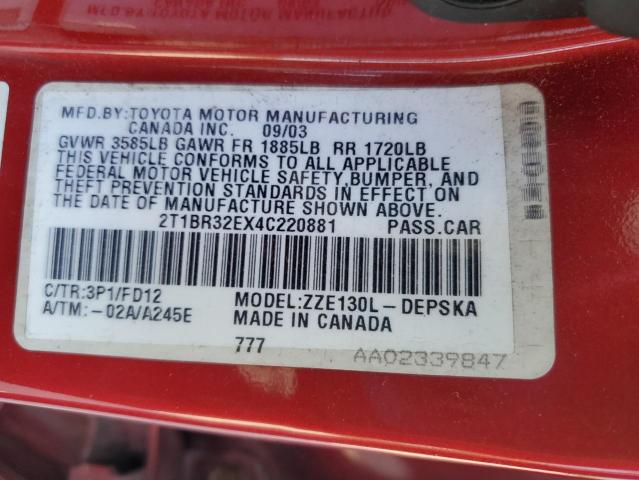 MFD.BY:TOYOTA MOTOR MANUFACTURING
CANADA INC. 09/03
GVWR 3585LB GAWR FR 1885LB RR 1720LB
THIS VEHICLE CONFORMS TO ALL APPLICABLE
FEDERAL MOTOR VEHICLE SAFETY,BUMPER, AND
THEFT PREVENTION STANDARDS IN EFFECT ON
THE DATE OF MANUFACTURE SHOWN ABOVE.
2T1BR32EX4C220881 PASS.CAR
C/TR:3P1/FD12 MODEL:ZZE130L-DEPSKA
A/TM:-02A/A245E MADE IN CANADA
777 AA02339847